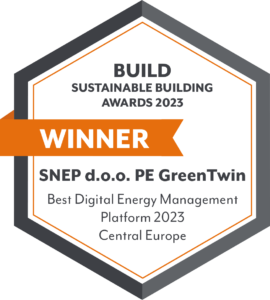 BUILD
SUSTAINABLE BUILDING
AWARDS 2023
WINNER
SNEP d.o.o. PE GreenTwin
Best Digital Energy Management
Platform 2023
Central Europe